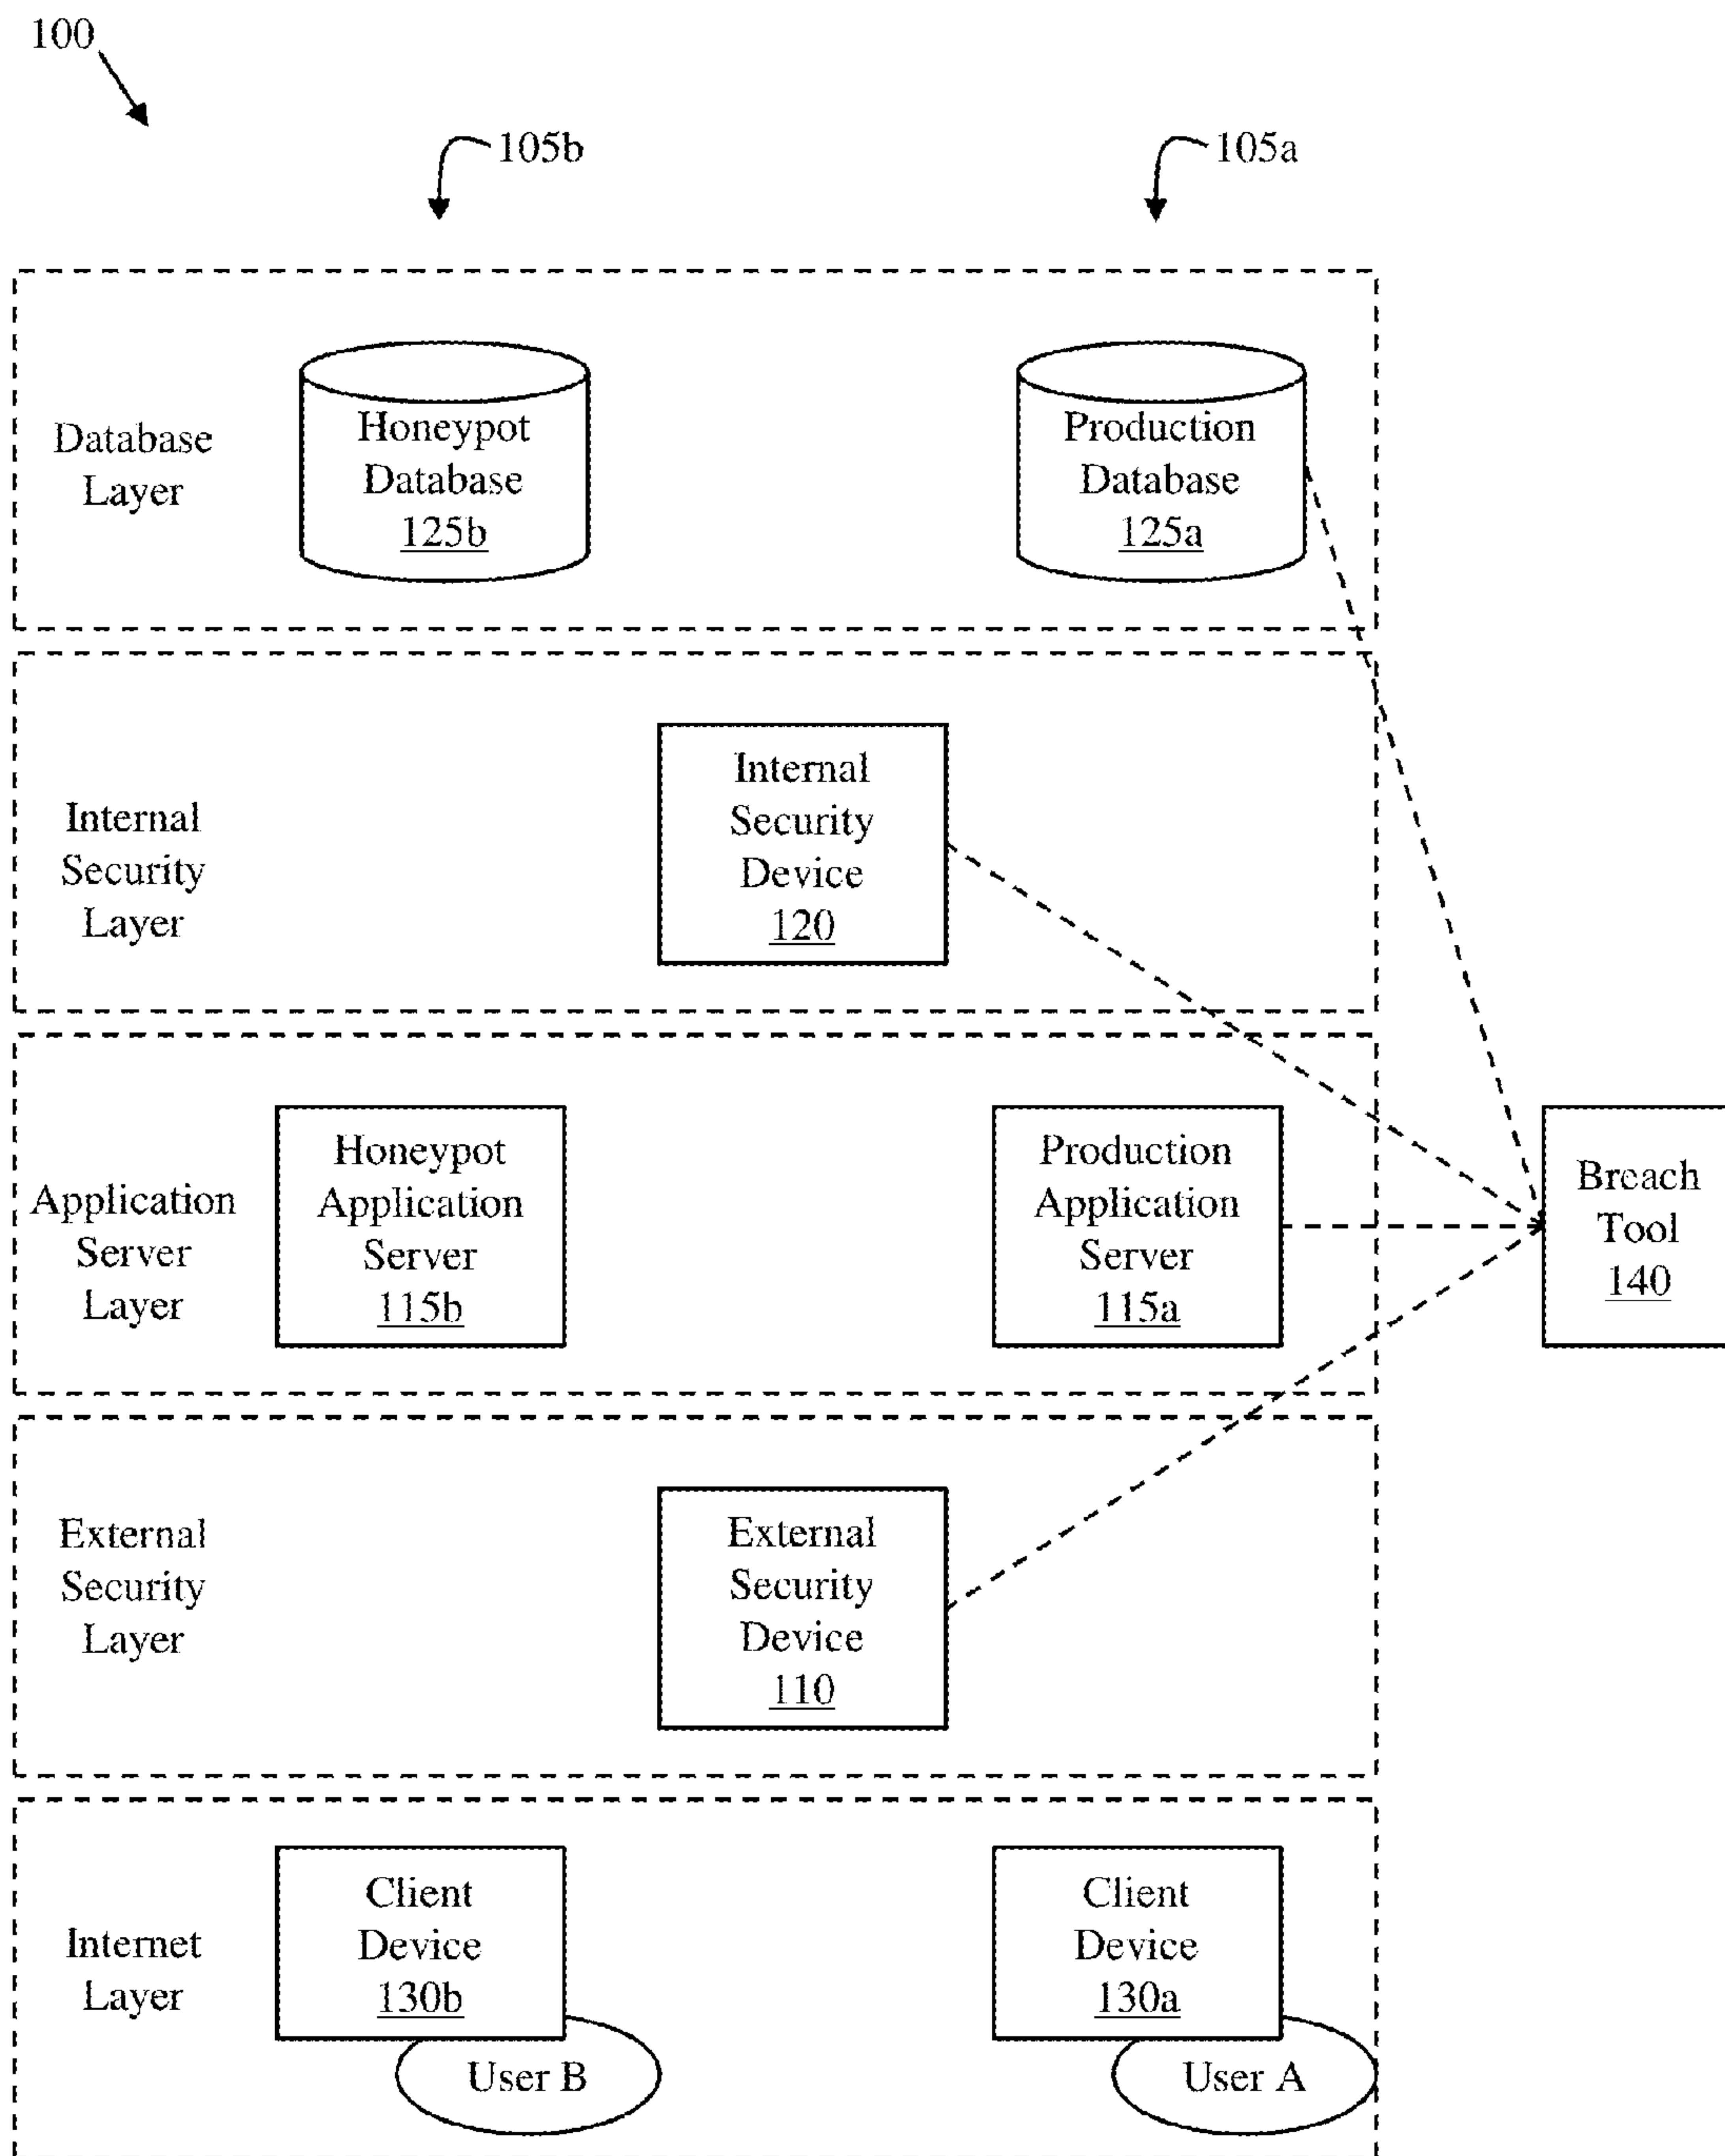 100
105b
105a
Database
Layer
Honeypot
Database
125b
Production
Database
125a
Internal
Security
Layer
Internal
Security
Device
120
Application
Server
Layer
Honeypot
Application
Server
115b
Production
Application
Server
115a
Breach
Tool
140
External
Security
Layer
External
Security
Device
110
Internet
Layer
Client
Device
130b
User B
Client
Device
130a
User A